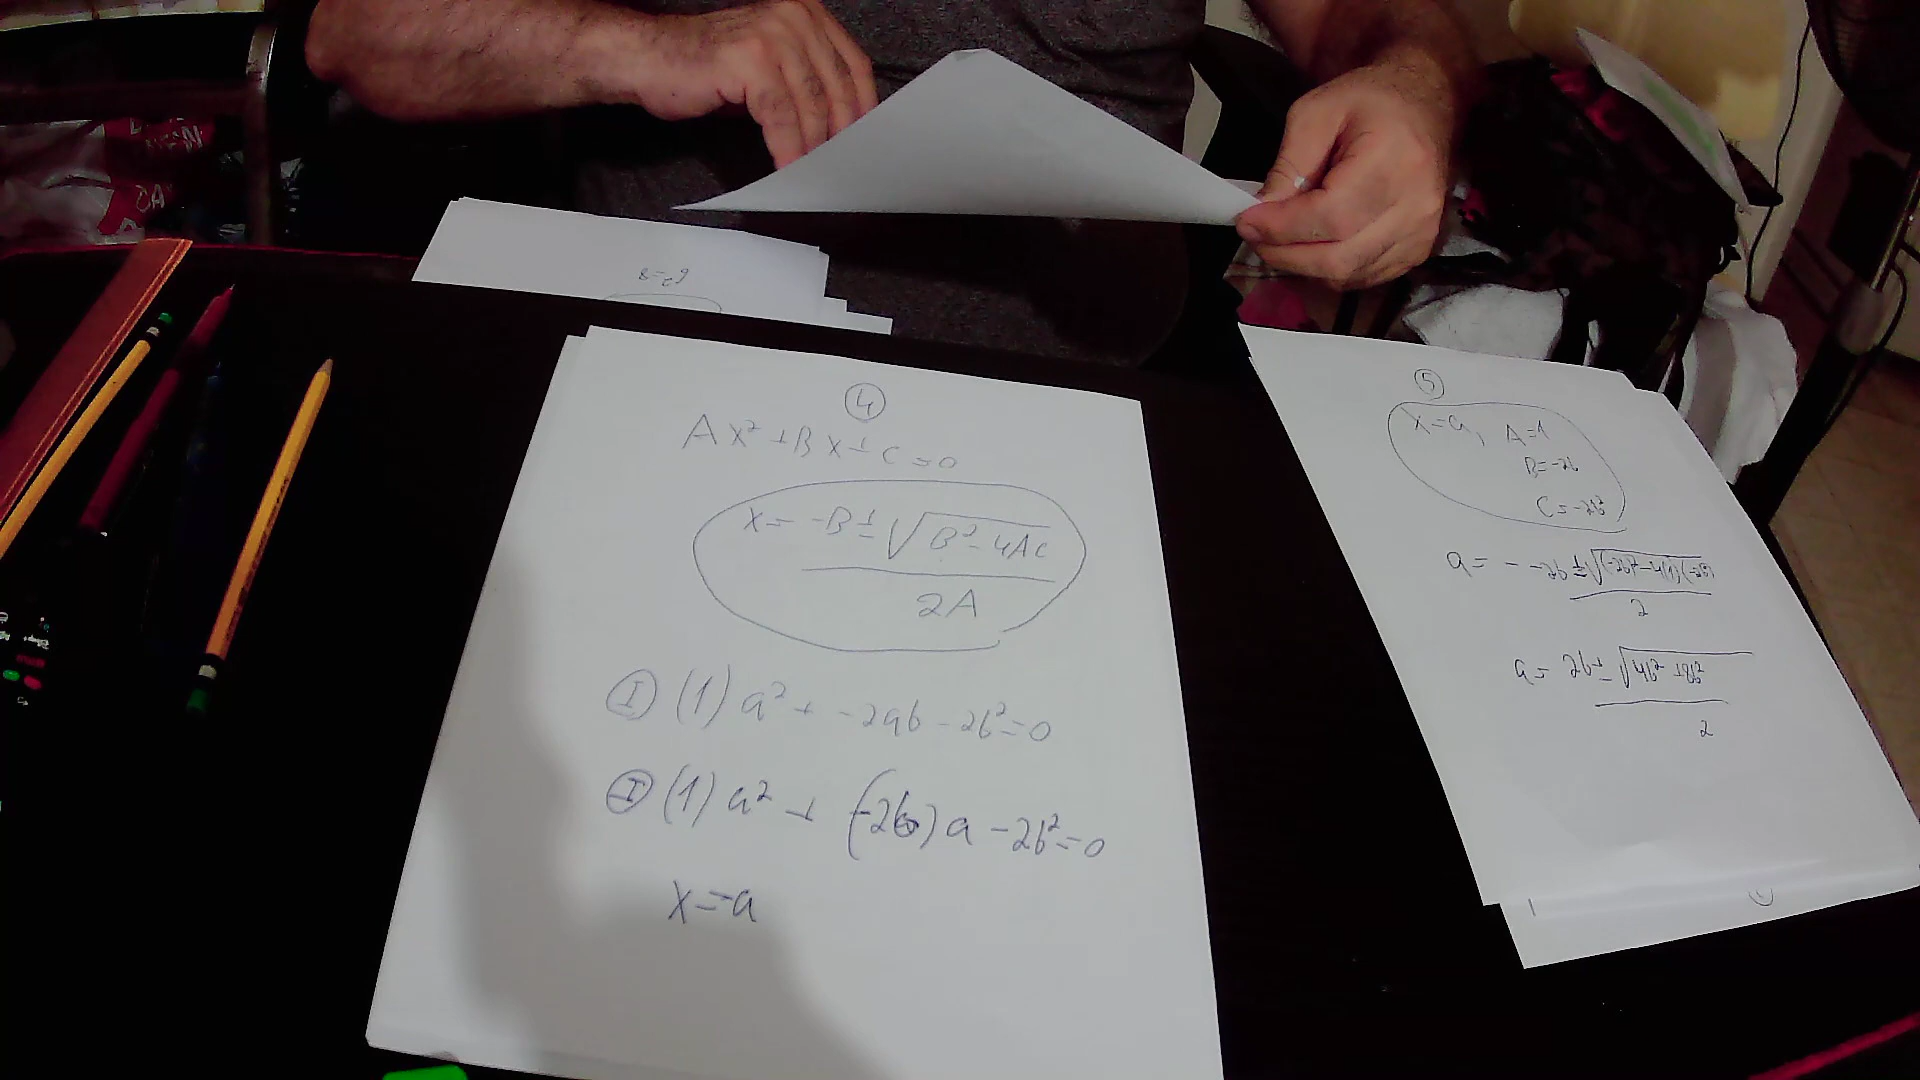 ④
Ax² + Bx + C = 0
x = (-B ± √(B² - 4AC)) / 2A
Ⓘ (1) a² + -2ab - 2b² = 0
Ⓘ (1) a² + (-2b) a - 2b² = 0
x = a
⑤
x = a, A = 1
B = -2b
C = -2b²
a = - -2b ± √((-2b)² - 4(1)(-2b²)) / 2
a = 2b ± √(4b² + 8b²) / 2